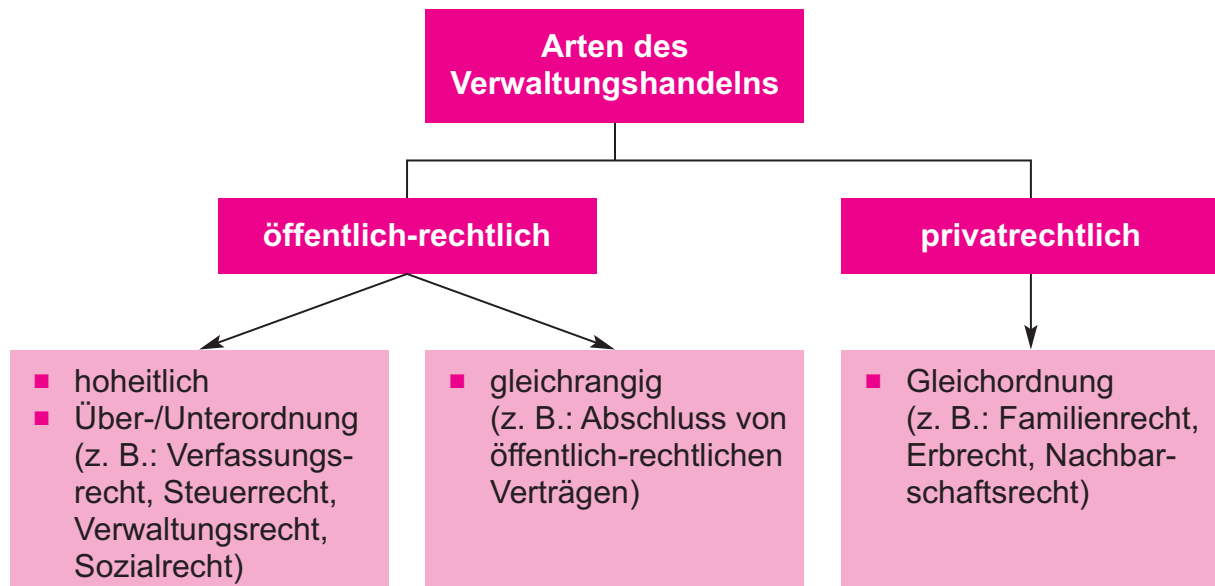 Arten des
Verwaltungshandelns
öffentlich-rechtlich
privatrechtlich
■ hoheitlich
■ Über-/Unterordnung
(z. B.: Verfassungs-
recht, Steuerrecht,
Verwaltungsrecht,
Sozialrecht)
■ gleichrangig
(z. B.: Abschluss von
öffentlich-rechtlichen
Verträgen)
■ Gleichordnung
(z. B.: Familienrecht,
Erbrecht, Nachbar-
schaftsrecht)